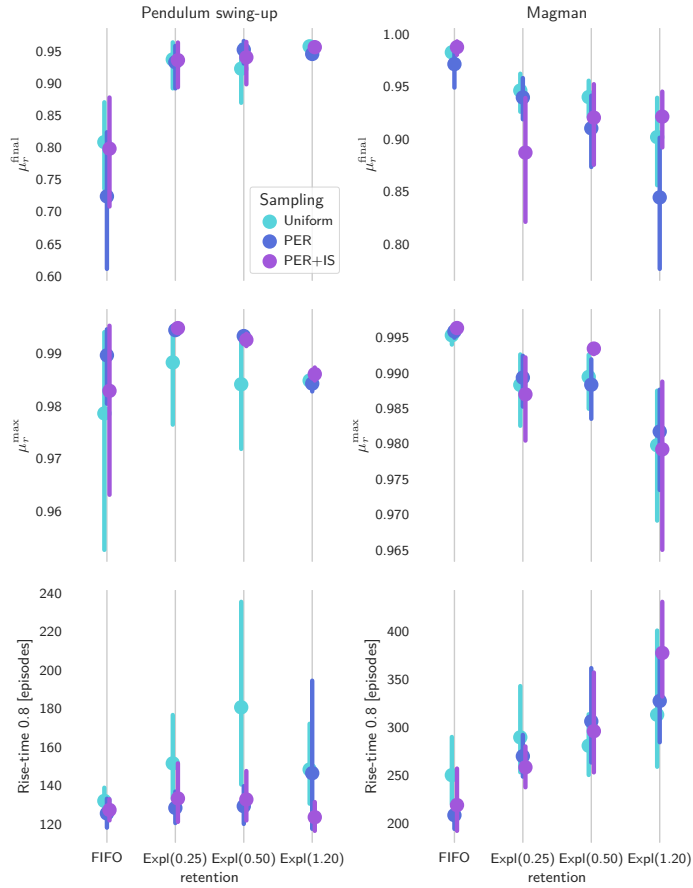 Pendulum swing-up
Magman
0.95
0.90
0.85
0.80
0.75
0.70
0.65
0.60
μ_r^final
Sampling
Uniform
PER
PER+IS
1.00
0.95
0.90
0.85
0.80
μ_r^final
0.99
0.98
0.97
0.96
μ_r^max
0.995
0.990
0.985
0.980
0.975
0.970
0.965
μ_r^max
240
220
200
180
160
140
120
Rise-time 0.8 [episodes]
FIFO
Expl(0.25)
Expl(0.50)
Expl(1.20)
retention
400
350
300
250
200
Rise-time 0.8 [episodes]
FIFO
Expl(0.25)
Expl(0.50)
Expl(1.20)
retention